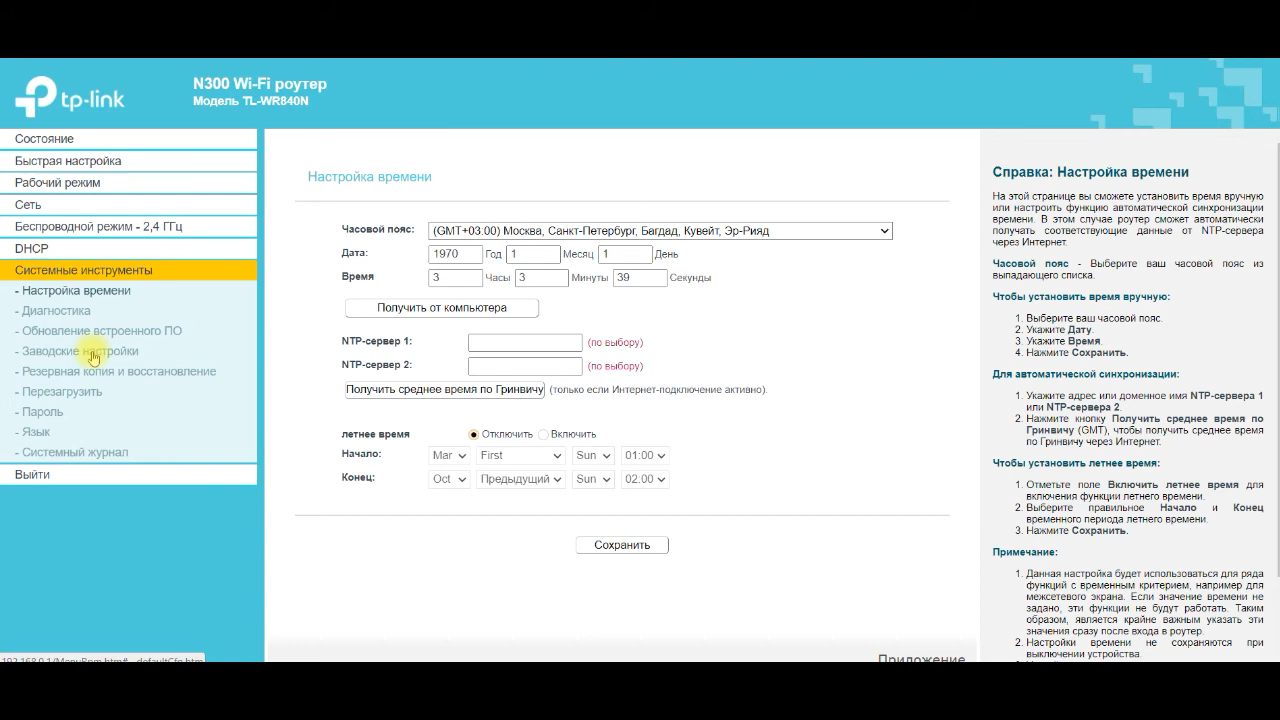 tp-link
N300 Wi-Fi роутер
Модель TL-WR840N
Состояние
Быстрая настройка
Рабочий режим
Сеть
Беспроводной режим - 2,4 ГГц
DHCP
Системные инструменты
- Настройка времени
- Диагностика
- Обновление встроенного ПО
- Заводские настройки
- Резервная копия и восстановление
- Перезагрузить
- Пароль
- Язык
- Системный журнал
Выйти
Настройка времени
Часовой пояс: (GMT+03:00) Москва, Санкт-Петербург, Багдад, Кувейт, Эр-Рияд
Дата: 1970 Год 1 Месяц 1 День
Время 3 Часы 3 Минуты 39 Секунды
Получить от компьютера
NTP-сервер 1: (по выбору)
NTP-сервер 2: (по выбору)
Получить среднее время по Гринвичу (только если Интернет-подключение активно).
летнее время Отключить Включить
Начало: Mar First Sun 01:00
Конец: Oct Предыдущий Sun 02:00
Сохранить
Приложение
Справка: Настройка времени
На этой странице вы сможете установить время вручную
или настроить функцию автоматической синхронизации
времени. В этом случае роутер сможет автоматически
получать соответствующие данные от NTP-сервера
через Интернет.
Часовой пояс - Выберите ваш часовой пояс из
выпадающего списка.
Чтобы установить время вручную:
1. Выберите ваш часовой пояс.
2. Укажите Дату.
3. Укажите Время.
4. Нажмите Сохранить.
Для автоматической синхронизации:
1. Укажите адрес или доменное имя NTP-сервера 1
или NTP-сервера 2.
2. Нажмите кнопку Получить среднее время по
Гринвичу (GMT), чтобы получить среднее время
по Гринвичу через Интернет.
Чтобы установить летнее время:
1. Отметьте поле Включить летнее время для
включения функции летнего времени.
2. Выберите правильное Начало и Конец
временного периода летнего времени.
3. Нажмите Сохранить.
Примечание:
1. Данная настройка будет использоваться для ряда
функций с временным критерием, например для
межсетевого экрана. Если значение времени не
задано, эти функции не будут работать. Таким
образом, является крайне важным указать эти
значения сразу после входа в роутер.
2. Настройки времени не сохраняются при
выключении устройства.